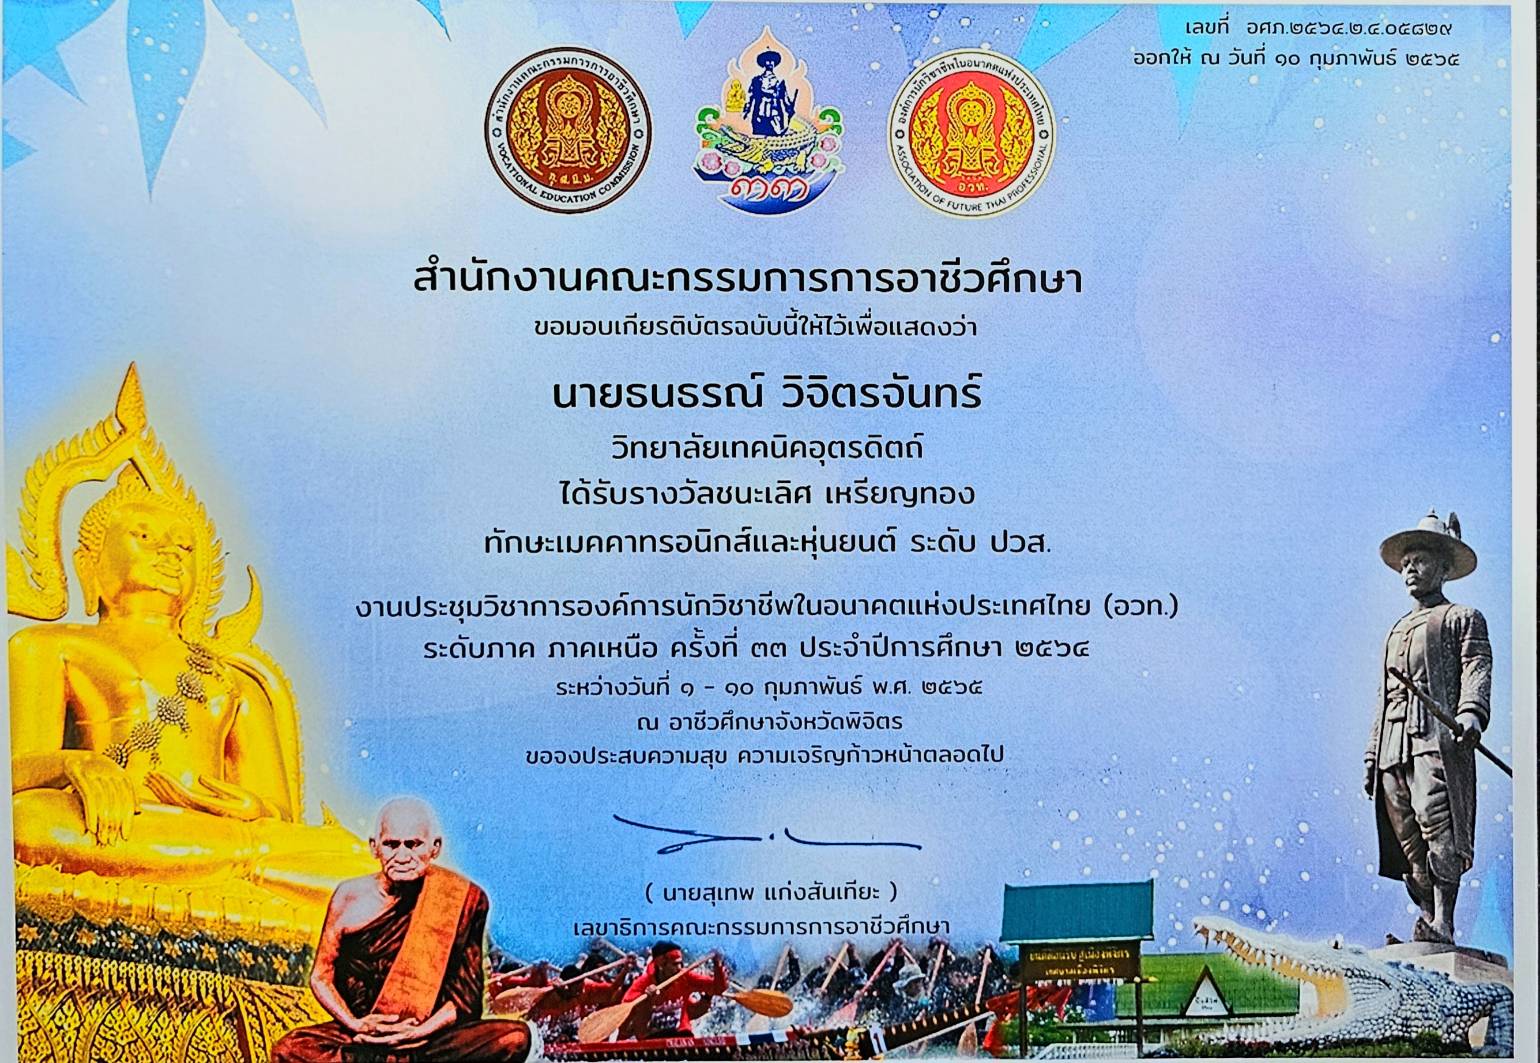 เลขที่ อศภ.๒๕๖๔.๒.๔.๐๕๘๒๙
ออกให้ ณ วันที่ ๑๐ กุมภาพันธ์ ๒๕๖๕
สำนักงานคณะกรรมการการอาชีวศึกษา
VOCATIONAL EDUCATION COMMISSION
๓๓
องค์การนักวิชาชีพในอนาคตแห่งประเทศไทย
อวท.
ASSOCIATION OF FUTURE THAI PROFESSIONAL
สำนักงานคณะกรรมการการอาชีวศึกษา
ขอมอบเกียรติบัตรฉบับนี้ให้ไว้เพื่อแสดงว่า
นายธนธรณ์ วิจิตรจันทร์
วิทยาลัยเทคนิคอุตรดิตถ์
ได้รับรางวัลชนะเลิศ เหรียญทอง
ทักษะเมคคาทรอนิกส์และหุ่นยนต์ ระดับ ปวส.
งานประชุมวิชาการองค์การนักวิชาชีพในอนาคตแห่งประเทศไทย (อวท.)
ระดับภาค ภาคเหนือ ครั้งที่ ๓๓ ประจำปีการศึกษา ๒๕๖๔
ระหว่างวันที่ ๑ - ๑๐ กุมภาพันธ์ พ.ศ. ๒๕๖๕
ณ อาชีวศึกษาจังหวัดพิจิตร
ขอจงประสบความสุข ความเจริญก้าวหน้าตลอดไป
( นายสุเทพ แก่งสันเทียะ )
เลขาธิการคณะกรรมการการอาชีวศึกษา